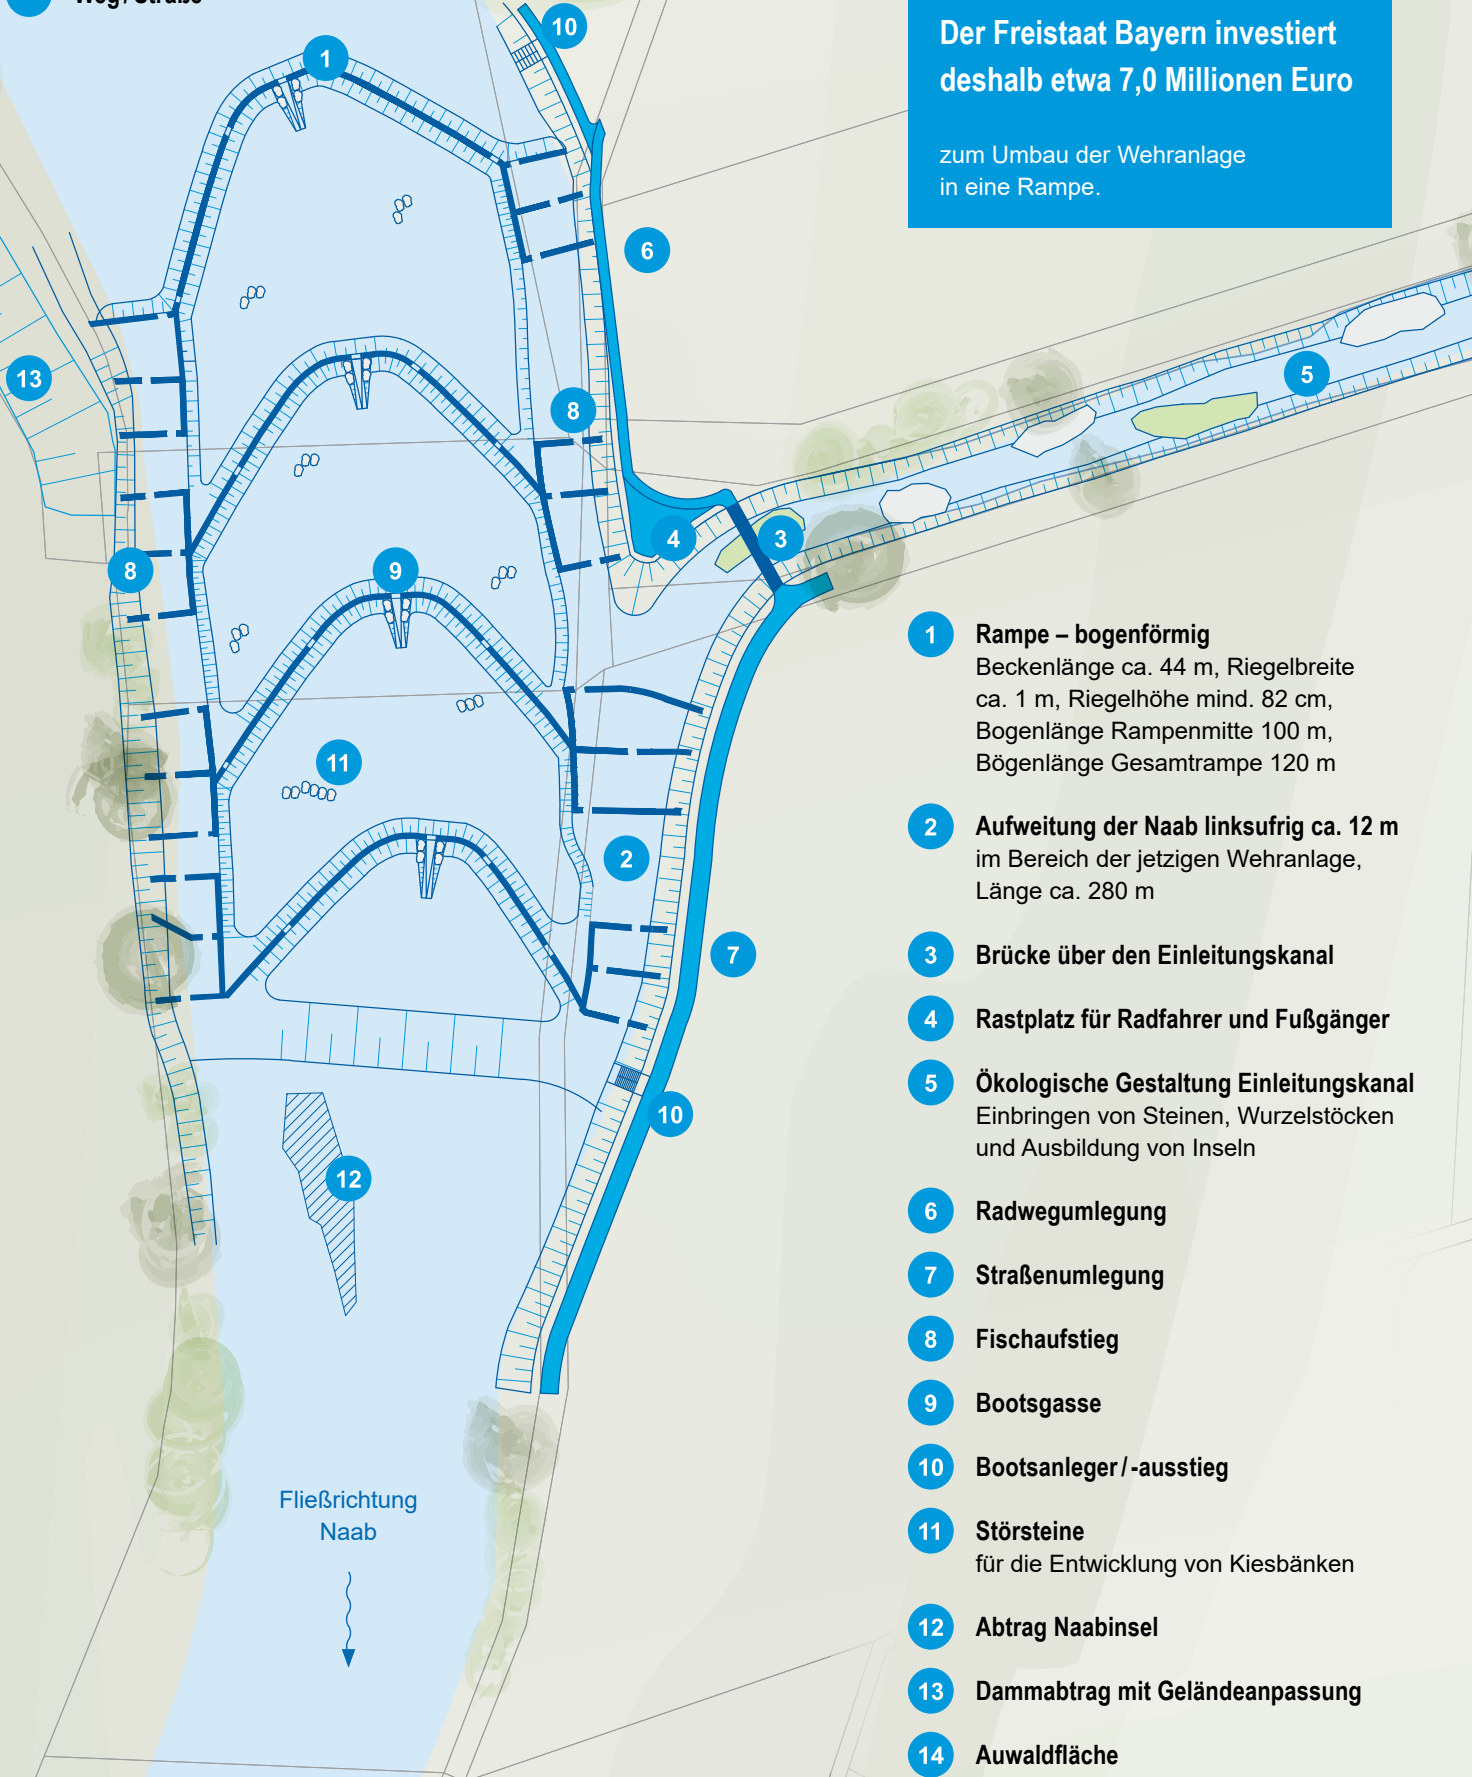 Weg / Straße
Der Freistaat Bayern investiert
deshalb etwa 7,0 Millionen Euro
zum Umbau der Wehranlage
in eine Rampe.
10
1
6
13
5
8
4
3
8
9
11
2
7
10
12
Fließrichtung
Naab
1 Rampe – bogenförmig
Beckenlänge ca. 44 m, Riegelbreite
ca. 1 m, Riegelhöhe mind. 82 cm,
Bogenlänge Rampenmitte 100 m,
Bögenlänge Gesamtrampe 120 m
2 Aufweitung der Naab linksufrig ca. 12 m
im Bereich der jetzigen Wehranlage,
Länge ca. 280 m
3 Brücke über den Einleitungskanal
4 Rastplatz für Radfahrer und Fußgänger
5 Ökologische Gestaltung Einleitungskanal
Einbringen von Steinen, Wurzelstöcken
und Ausbildung von Inseln
6 Radwegumlegung
7 Straßenumlegung
8 Fischaufstieg
9 Bootsgasse
10 Bootsanleger / -ausstieg
11 Störsteine
für die Entwicklung von Kiesbänken
12 Abtrag Naabinsel
13 Dammabtrag mit Geländeanpassung
14 Auwaldfläche